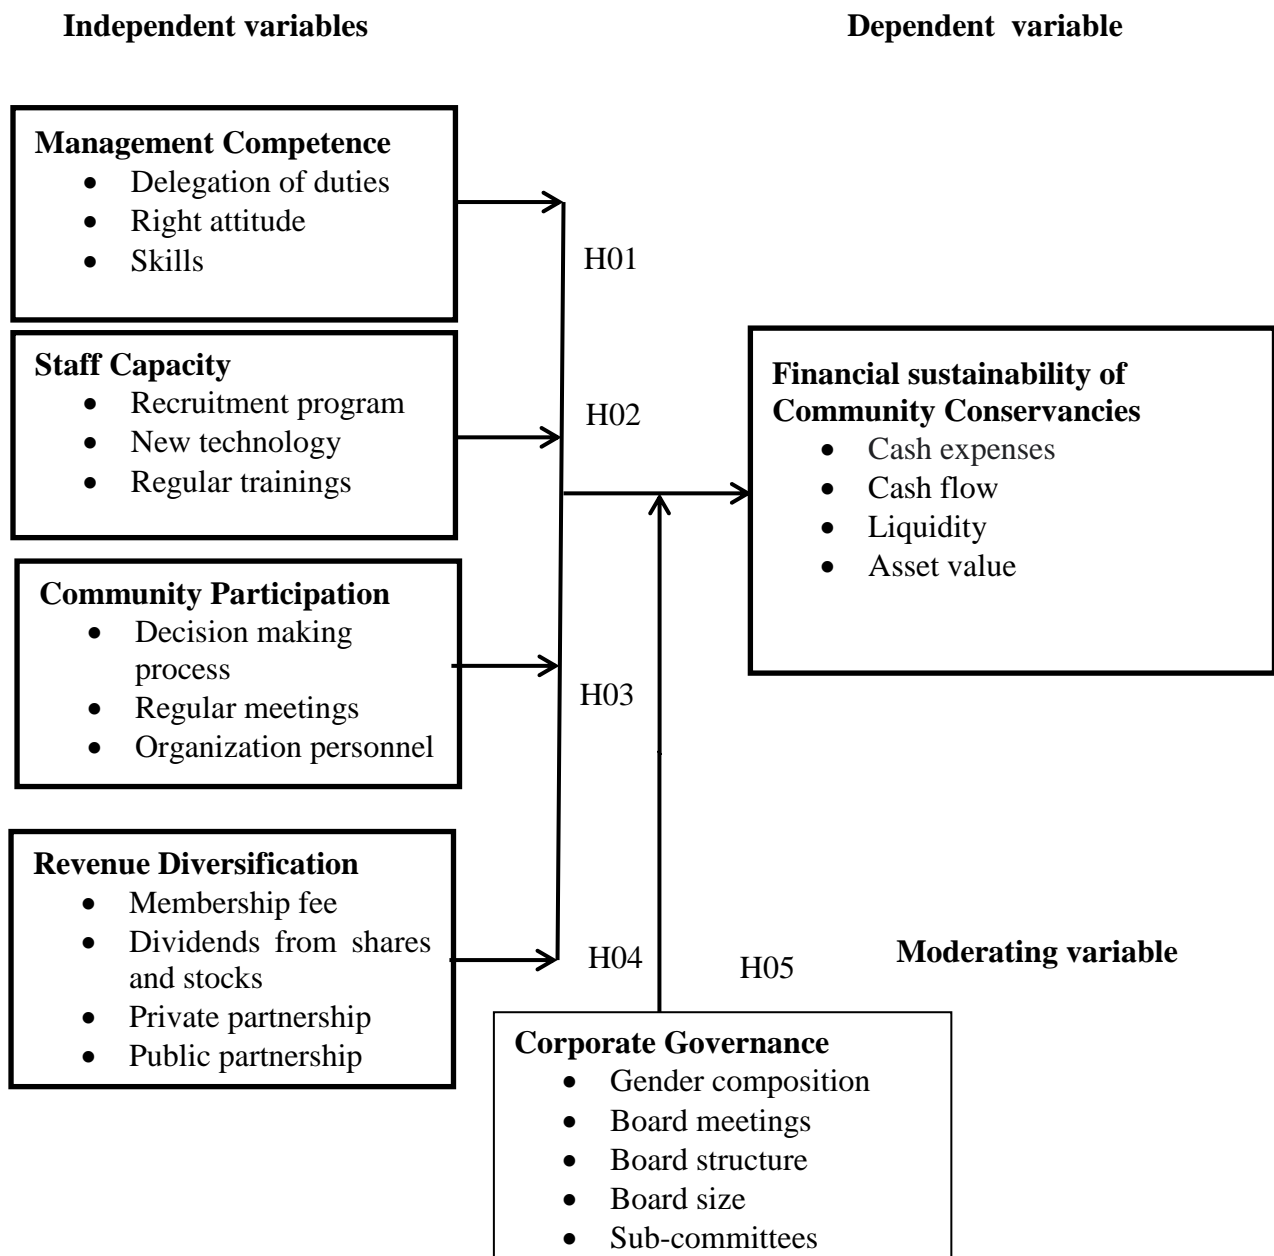 Independent variables
Dependent variable
Management Competence
• Delegation of duties
• Right attitude
• Skills
H01
Staff Capacity
• Recruitment program
• New technology
• Regular trainings
H02
Financial sustainability of
Community Conservancies
• Cash expenses
• Cash flow
• Liquidity
• Asset value
Community Participation
• Decision making
process
• Regular meetings
• Organization personnel
H03
Revenue Diversification
• Membership fee
• Dividends from shares
and stocks
• Private partnership
• Public partnership
H04
H05
Moderating variable
Corporate Governance
• Gender composition
• Board meetings
• Board structure
• Board size
• Sub-committees